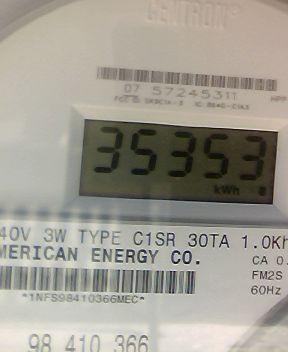 CENTRON®
07 57245311
35353
kWh
40V 3W TYPE C1SR 30TA 1.0Kh
MERICAN ENERGY CO.
CA 0.
FM2S
*1NFS98410366MEC*
60Hz
98 410 366